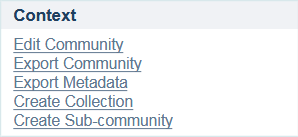 Context
Edit Community
Export Community
Export Metadata
Create Collection
Create Sub-community